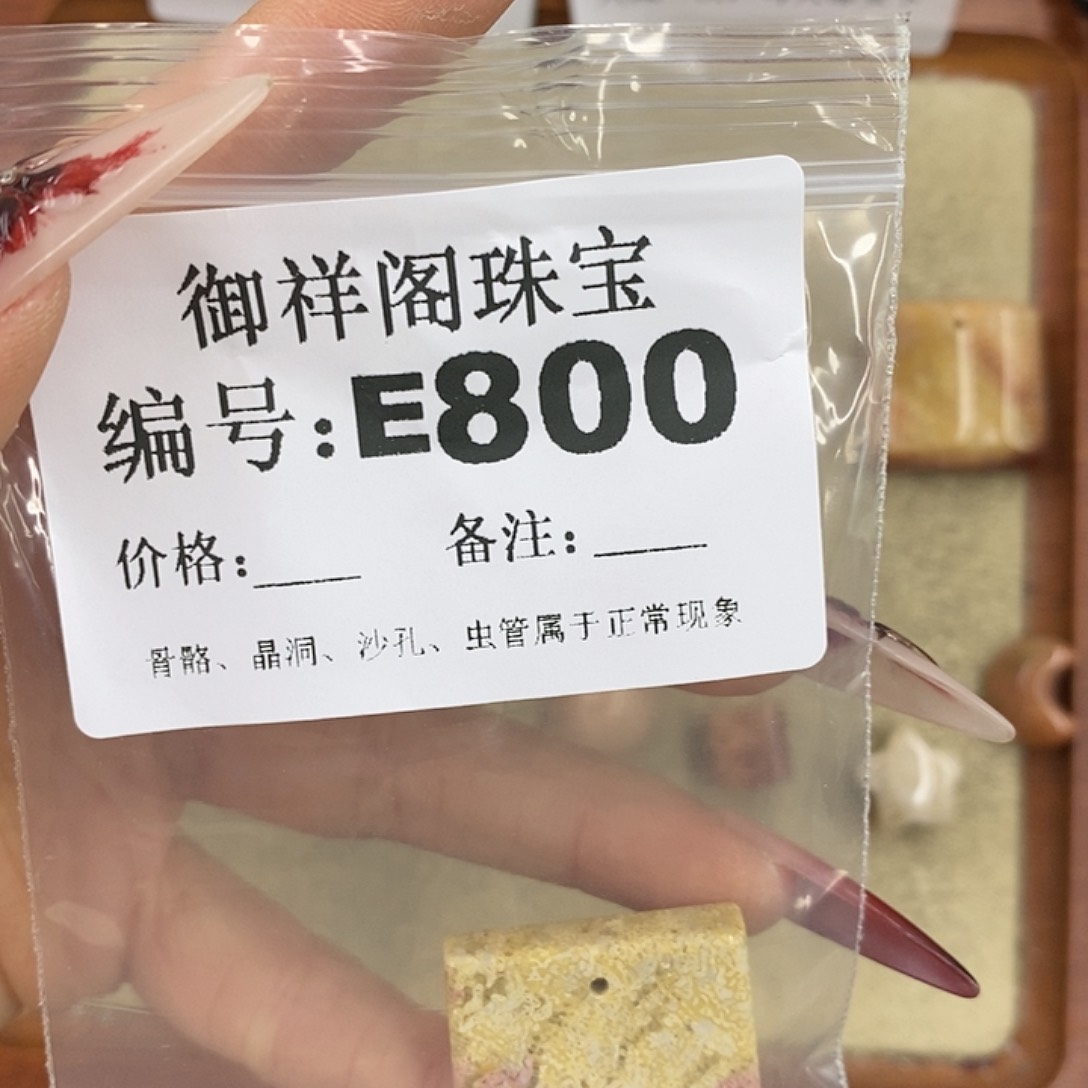 御祥阁珠宝
编号:E800
价格:____ 备注:____
骨骼、晶洞、沙孔、虫管属于正常现象